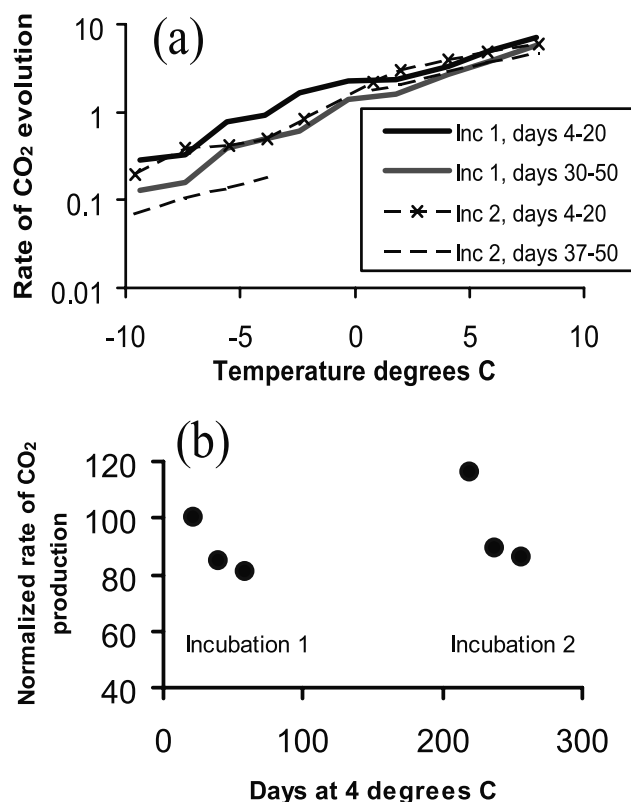 (a)
Rate of CO₂ evolution
10
1
0.1
0.01
-10 -5 0 5 10
Temperature degrees C
Inc 1, days 4-20
Inc 1, days 30-50
Inc 2, days 4-20
Inc 2, days 37-50
(b)
Normalized rate of CO₂
production
120
100
80
60
40
Incubation 1 Incubation 2
0 100 200 300
Days at 4 degrees C